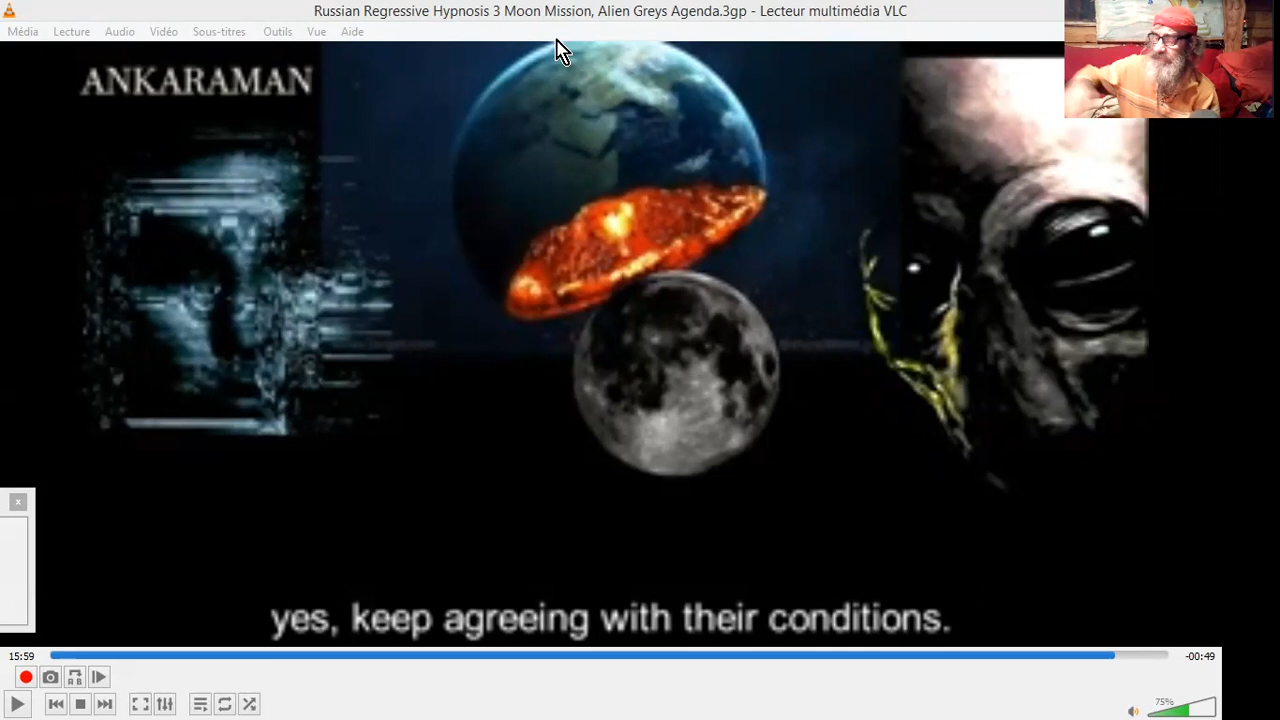 Russian Regressive Hypnosis 3 Moon Mission, Alien Greys Agenda.3gp - Lecteur multimédia VLC
Média Lecture Audio Vidéo Sous-titres Outils Vue Aide
ANKARAMAN
x
yes, keep agreeing with their conditions.
15:59 -00:49
A B
75%